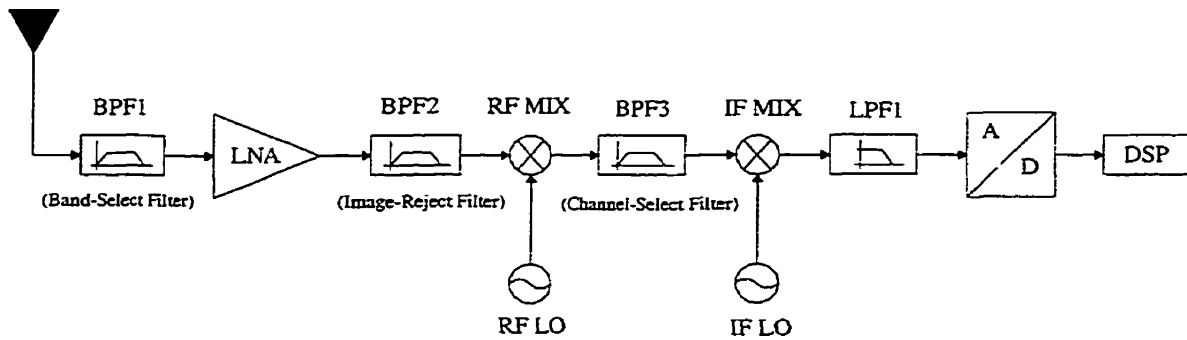 BPF1
BPF2
RF MIX
BPF3
IF MIX
LPF1
LNA
A
D
DSP
(Band-Select Filter)
(Image-Reject Filter)
(Channel-Select Filter)
RF LO
IF LO